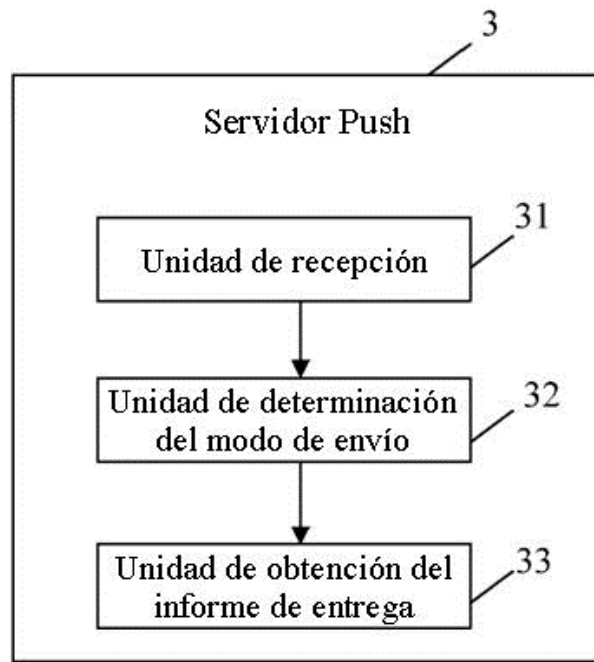 3
Servidor Push
31
Unidad de recepción
32
Unidad de determinación
del modo de envío
33
Unidad de obtención del
informe de entrega